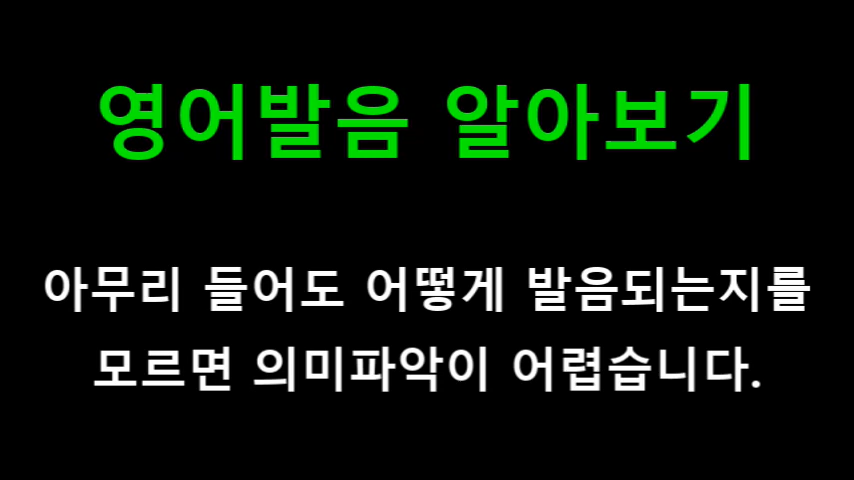 영어발음 알아보기
아무리 들어도 어떻게 발음되는지를
모르면 의미파악이 어렵습니다.